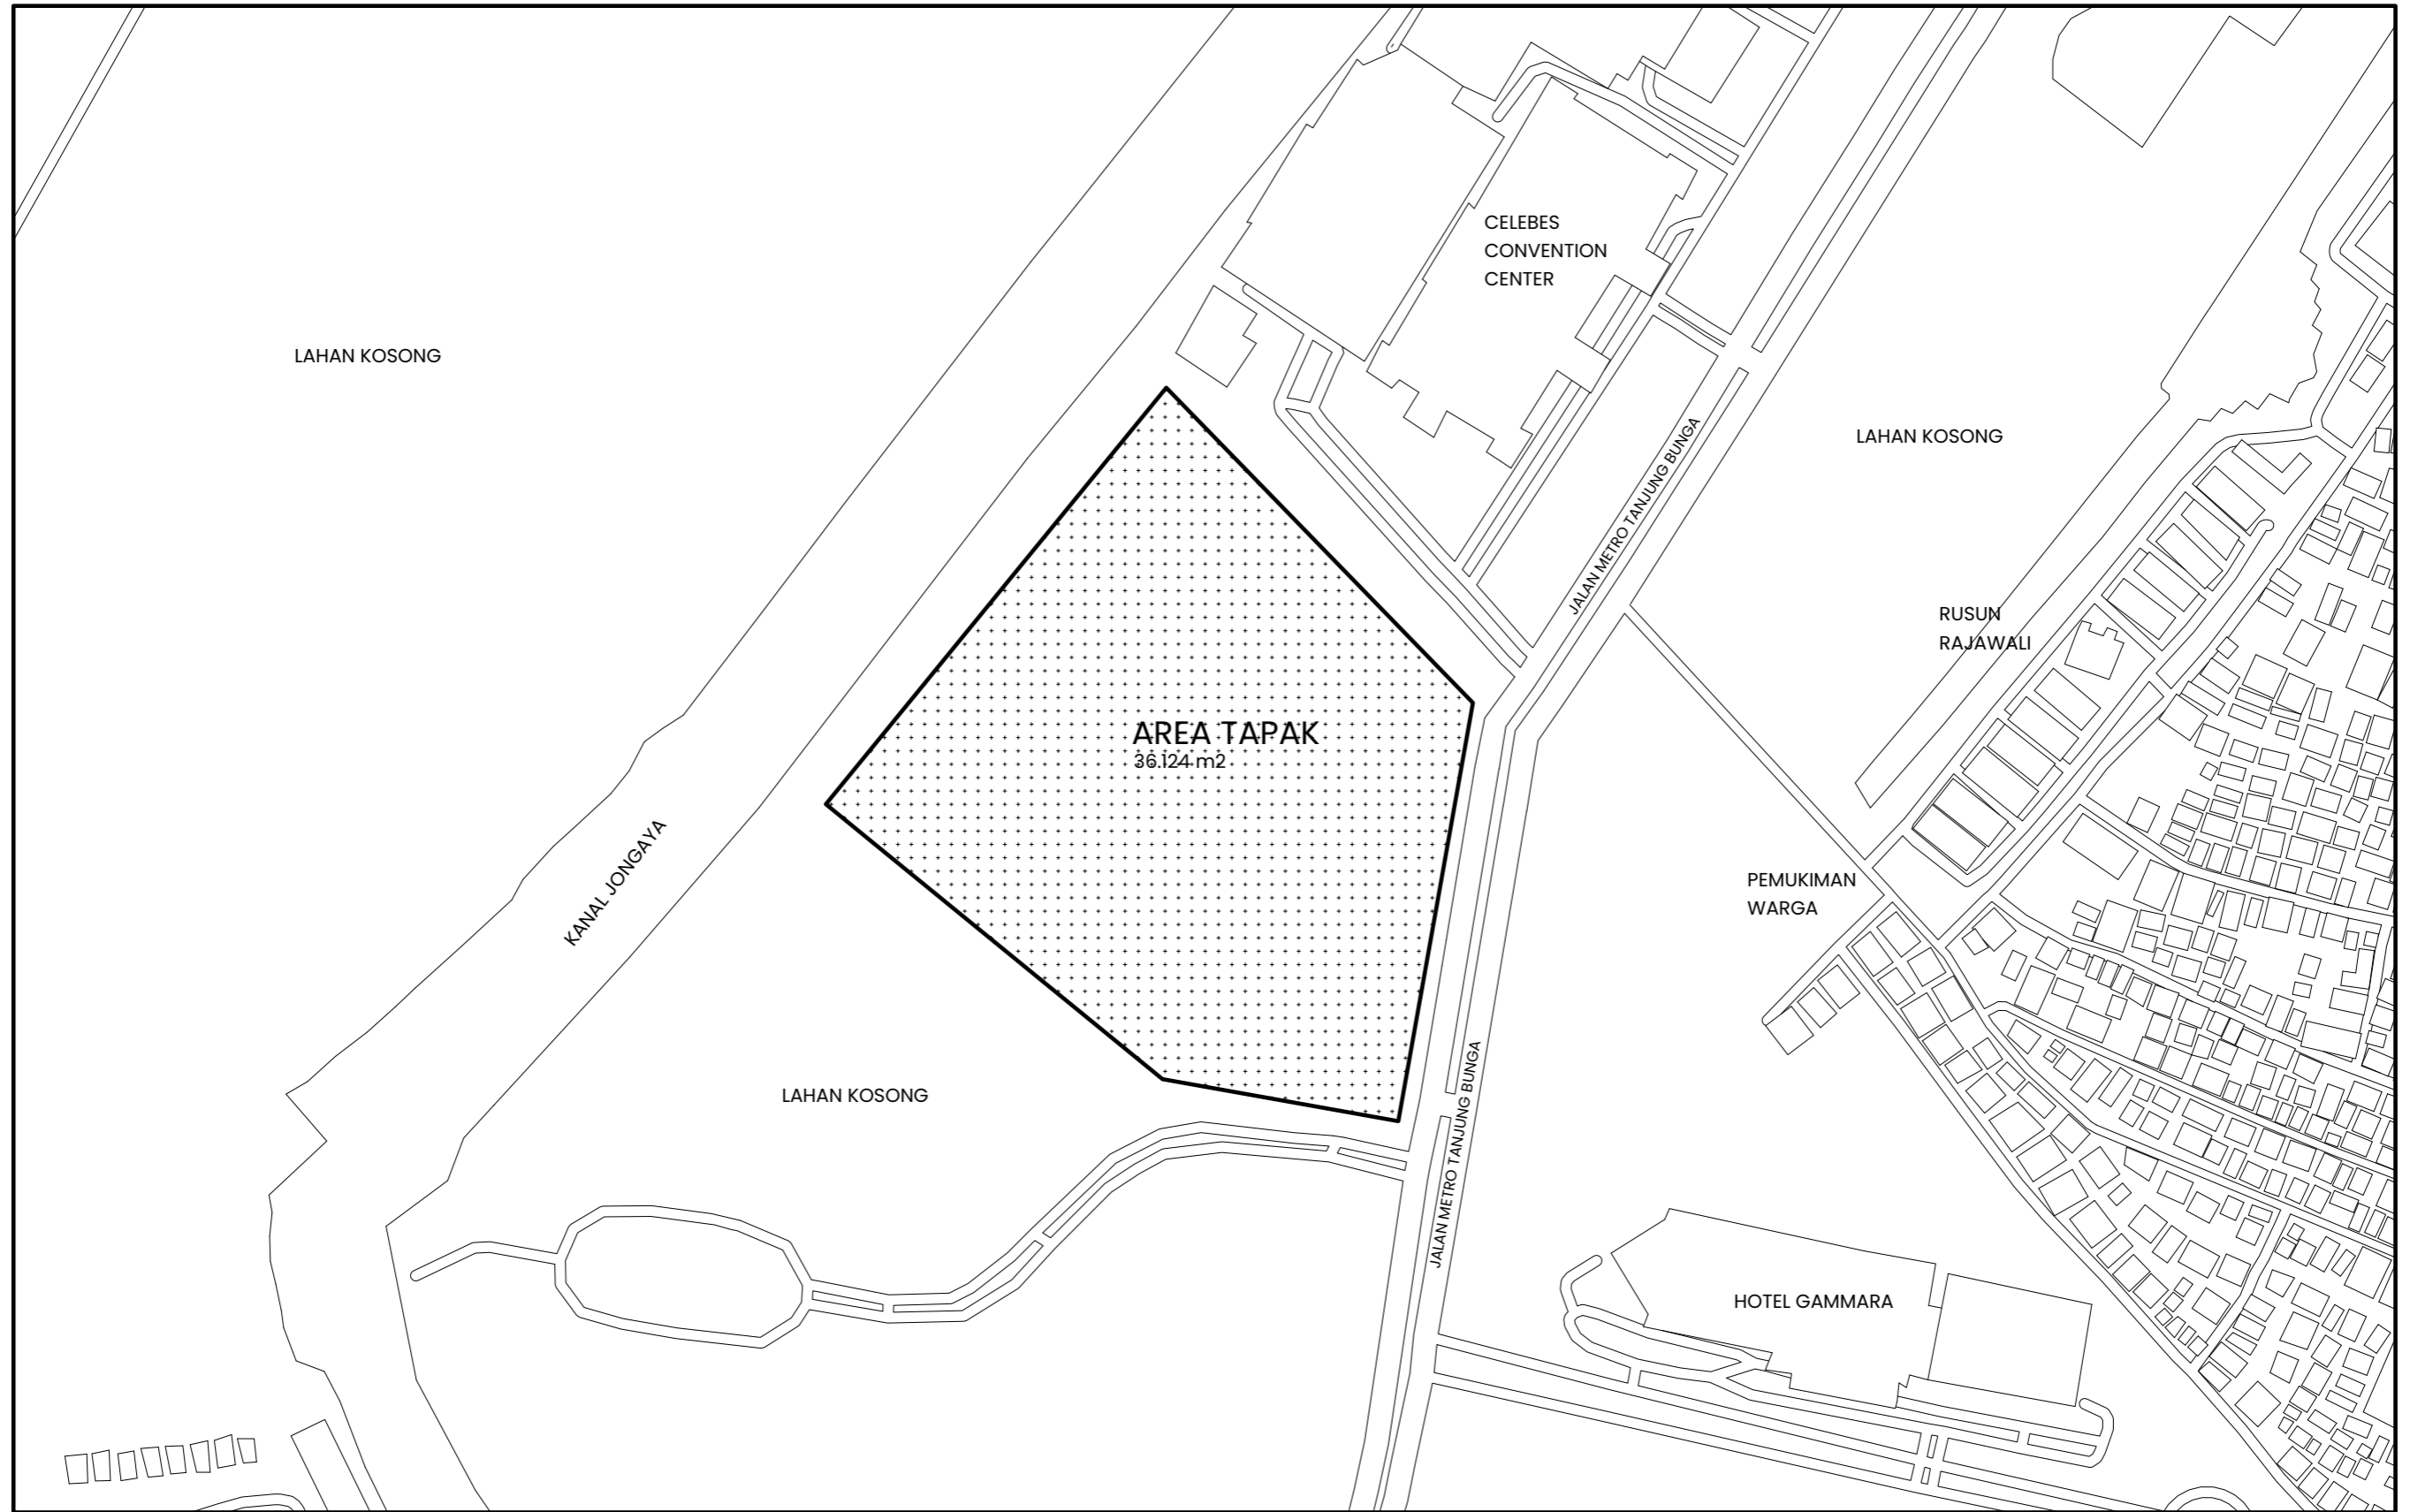 CELEBES
CONVENTION
CENTER
LAHAN KOSONG
LAHAN KOSONG
JALAN METRO TANJUNG BUNGA
RUSUN
RAJAWALI
AREA TAPAK
36.124 m2
KANAL JONGAYA
PEMUKIMAN
WARGA
LAHAN KOSONG
JALAN METRO TANJUNG BUNGA
HOTEL GAMMARA